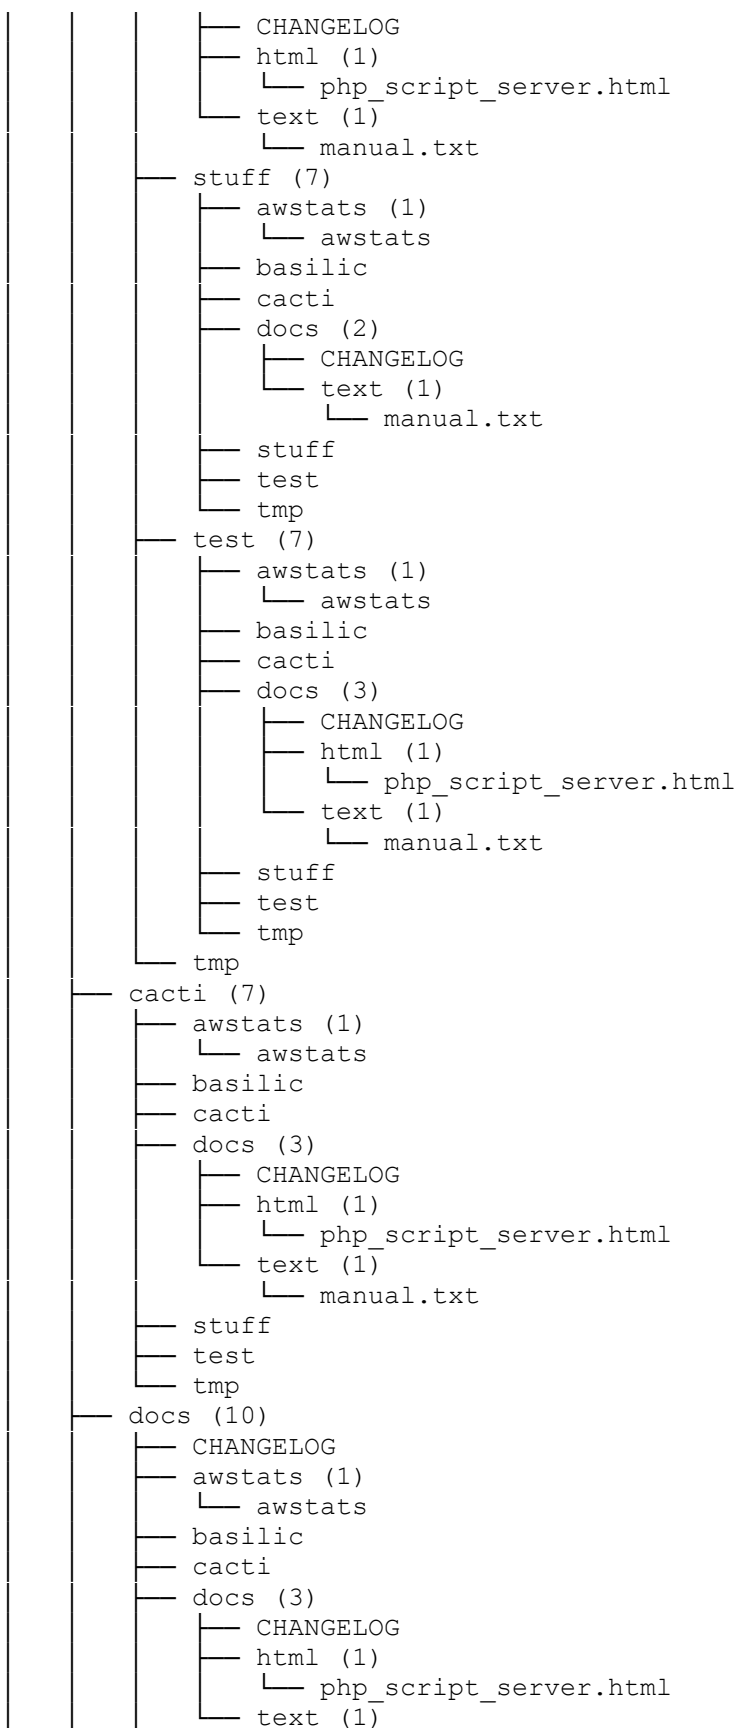 CHANGELOG
html (1)
php_script_server.html
text (1)
manual.txt
stuff (7)
awstats (1)
awstats
basilic
cacti
docs (2)
CHANGELOG
text (1)
manual.txt
stuff
test
tmp
test (7)
awstats (1)
awstats
basilic
cacti
docs (3)
CHANGELOG
html (1)
php_script_server.html
text (1)
manual.txt
stuff
test
tmp
tmp
cacti (7)
awstats (1)
awstats
basilic
cacti
docs (3)
CHANGELOG
html (1)
php_script_server.html
text (1)
manual.txt
stuff
test
tmp
docs (10)
CHANGELOG
awstats (1)
awstats
basilic
cacti
docs (3)
CHANGELOG
html (1)
php_script_server.html
text (1)